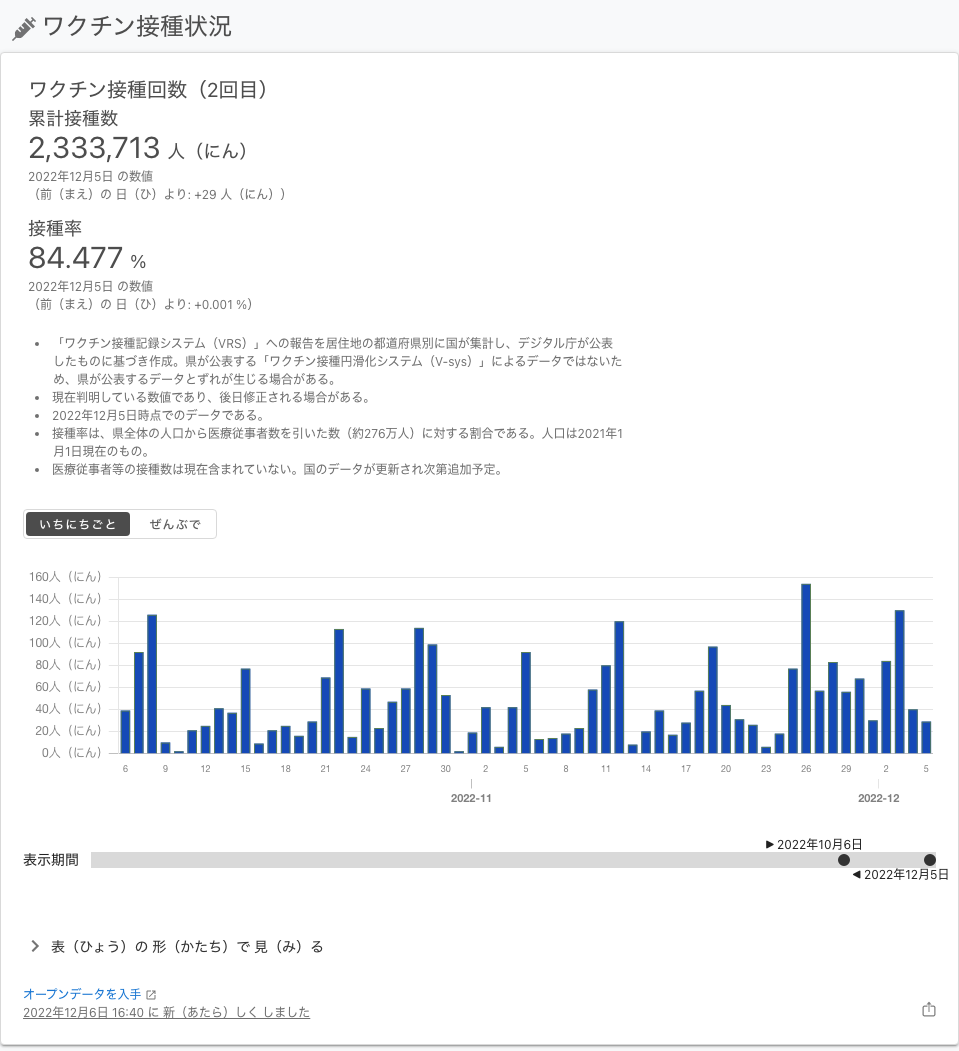 ワクチン接種状況
ワクチン接種回数（2回目）
累計接種数
2,333,713 人（にん）
2022年12月5日 の数値
（前（まえ）の 日（ひ）より: +29 人（にん））
接種率
84.477 %
2022年12月5日 の数値
（前（まえ）の 日（ひ）より: +0.001 %）
• 「ワクチン接種記録システム（VRS）」への報告を居住地の都道府県別に国が集計し、デジタル庁が公表
したものに基づき作成。県が公表する「ワクチン接種円滑化システム（V-sys）」によるデータではないた
め、県が公表するデータとずれが生じる場合がある。
• 現在判明している数値であり、後日修正される場合がある。
• 2022年12月5日時点でのデータである。
• 接種率は、県全体の人口から医療従事者数を引いた数（約276万人）に対する割合である。人口は2021年1
月1日現在のもの。
• 医療従事者等の接種数は現在含まれていない。国のデータが更新され次第追加予定。
いちにちごと ぜんぶで
160人（にん）
140人（にん）
120人（にん）
100人（にん）
80人（にん）
60人（にん）
40人（にん）
20人（にん）
0人（にん）
6 9 12 15 18 21 24 27 30 2 5 8 11 14 17 20 23 26 29 2 5
2022-11 2022-12
▶ 2022年10月6日
表示期間
◀ 2022年12月5日
表（ひょう）の 形（かたち）で 見（み）る
オープンデータを入手
2022年12月6日 16:40 に 新（あたら）しく しました